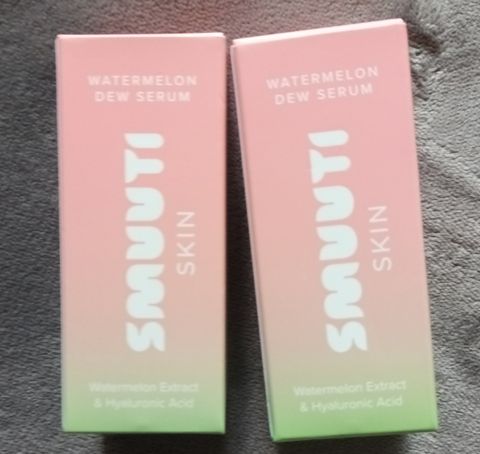 WATERMELON
DEW SERUM
SMUUTI
SKIN
Watermelon Extract
& Hyaluronic Acid
WATERMELON
DEW SERUM
SMUUTI
SKIN
Watermelon Extract
& Hyaluronic Acid